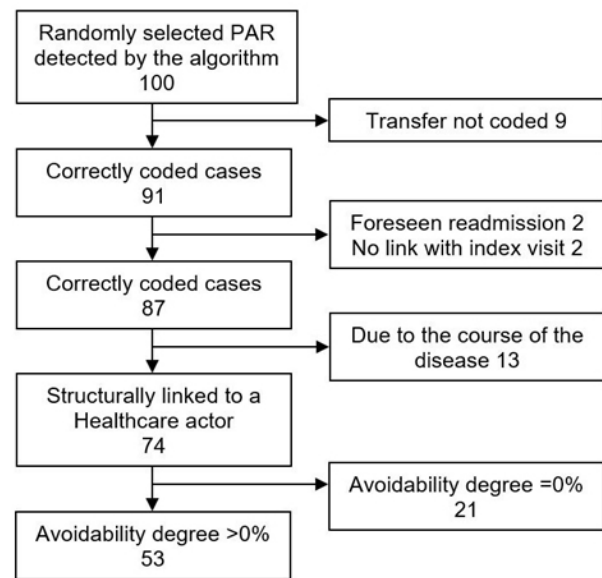 Randomly selected PAR
detected by the algorithm
100
Transfer not coded 9
Correctly coded cases
91
Foreseen readmission 2
No link with index visit 2
Correctly coded cases
87
Due to the course of the
disease 13
Structurally linked to a
Healthcare actor
74
Avoidability degree =0%
21
Avoidability degree >0%
53